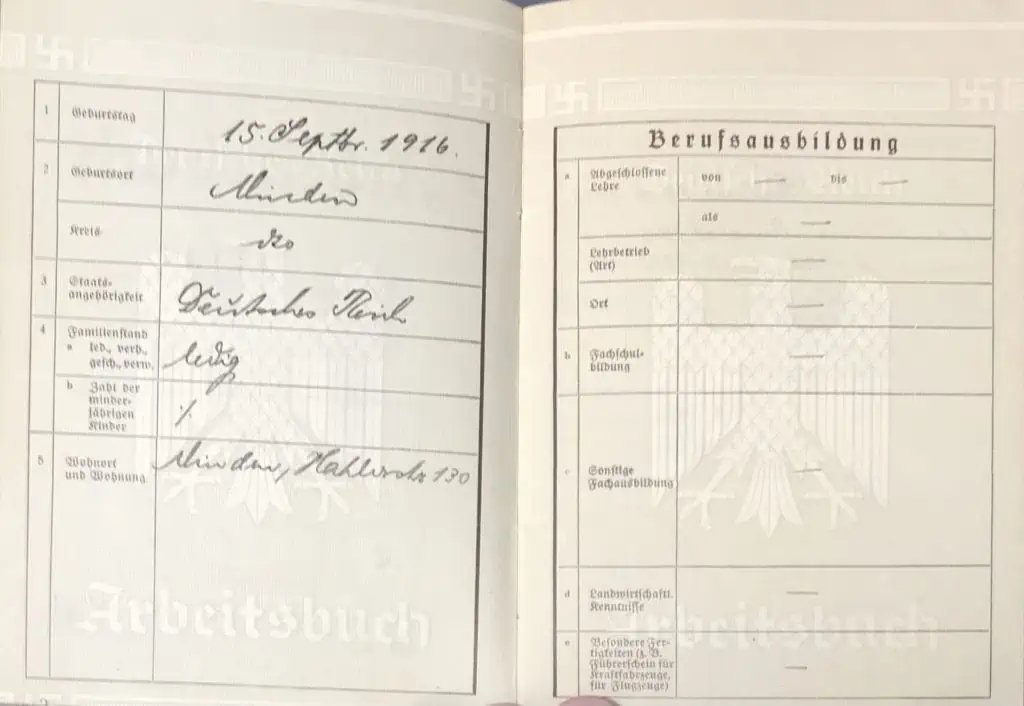 1 Geburtstag 15. Septbr. 1916.
2 Geburtsort Minden
Kreis dto
3 Staats-
angehörigkeit Deutsches Reich
4 Familienstand
a led., verh.,
gesch., verw. ledig
b Zahl der
minder-
jährigen
Kinder ⁒
5 Wohnort
und Wohnung Minden, Hahlerstr 130
Arbeitsbuch
2
Berufsausbildung
a Abgeschlossene
Lehre von — bis —
als —
Lehrbetrieb
(Art) —
Ort —
b Fachschul-
bildung —
c Sonstige
Fachausbildung —
d Landwirtschaftl.
Kenntnisse —
e Besondere Fer-
tigkeiten (z. B.
Führerschein für
Kraftfahrzeuge,
für Flugzeuge) —
Arbeitsbuch